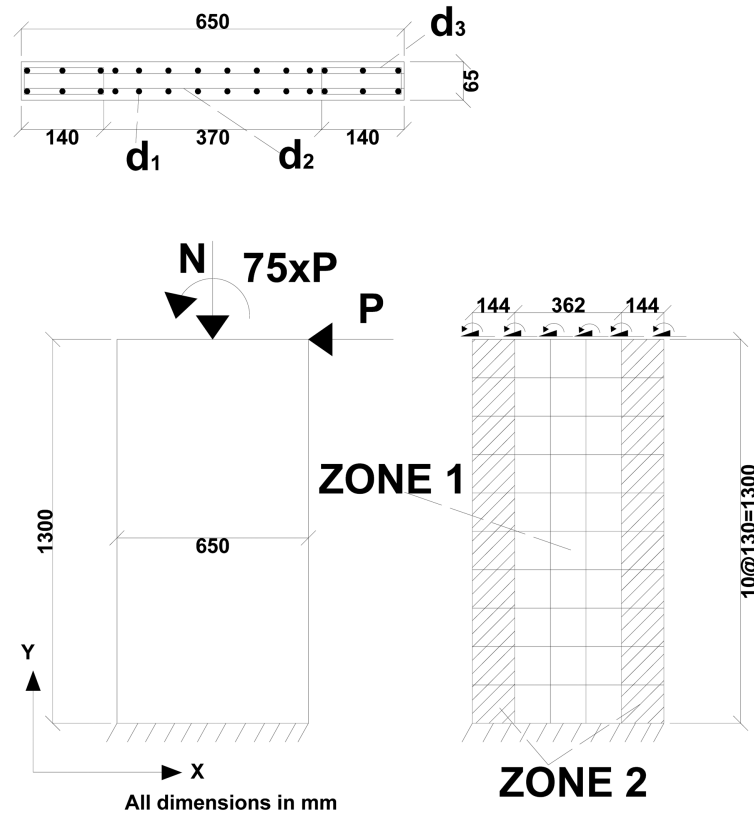 650
d3
65
140
370
140
d1
d2
N
75xP
P
144
362
144
ZONE 1
1300
650
10@130=1300
Y
X
ZONE 2
All dimensions in mm